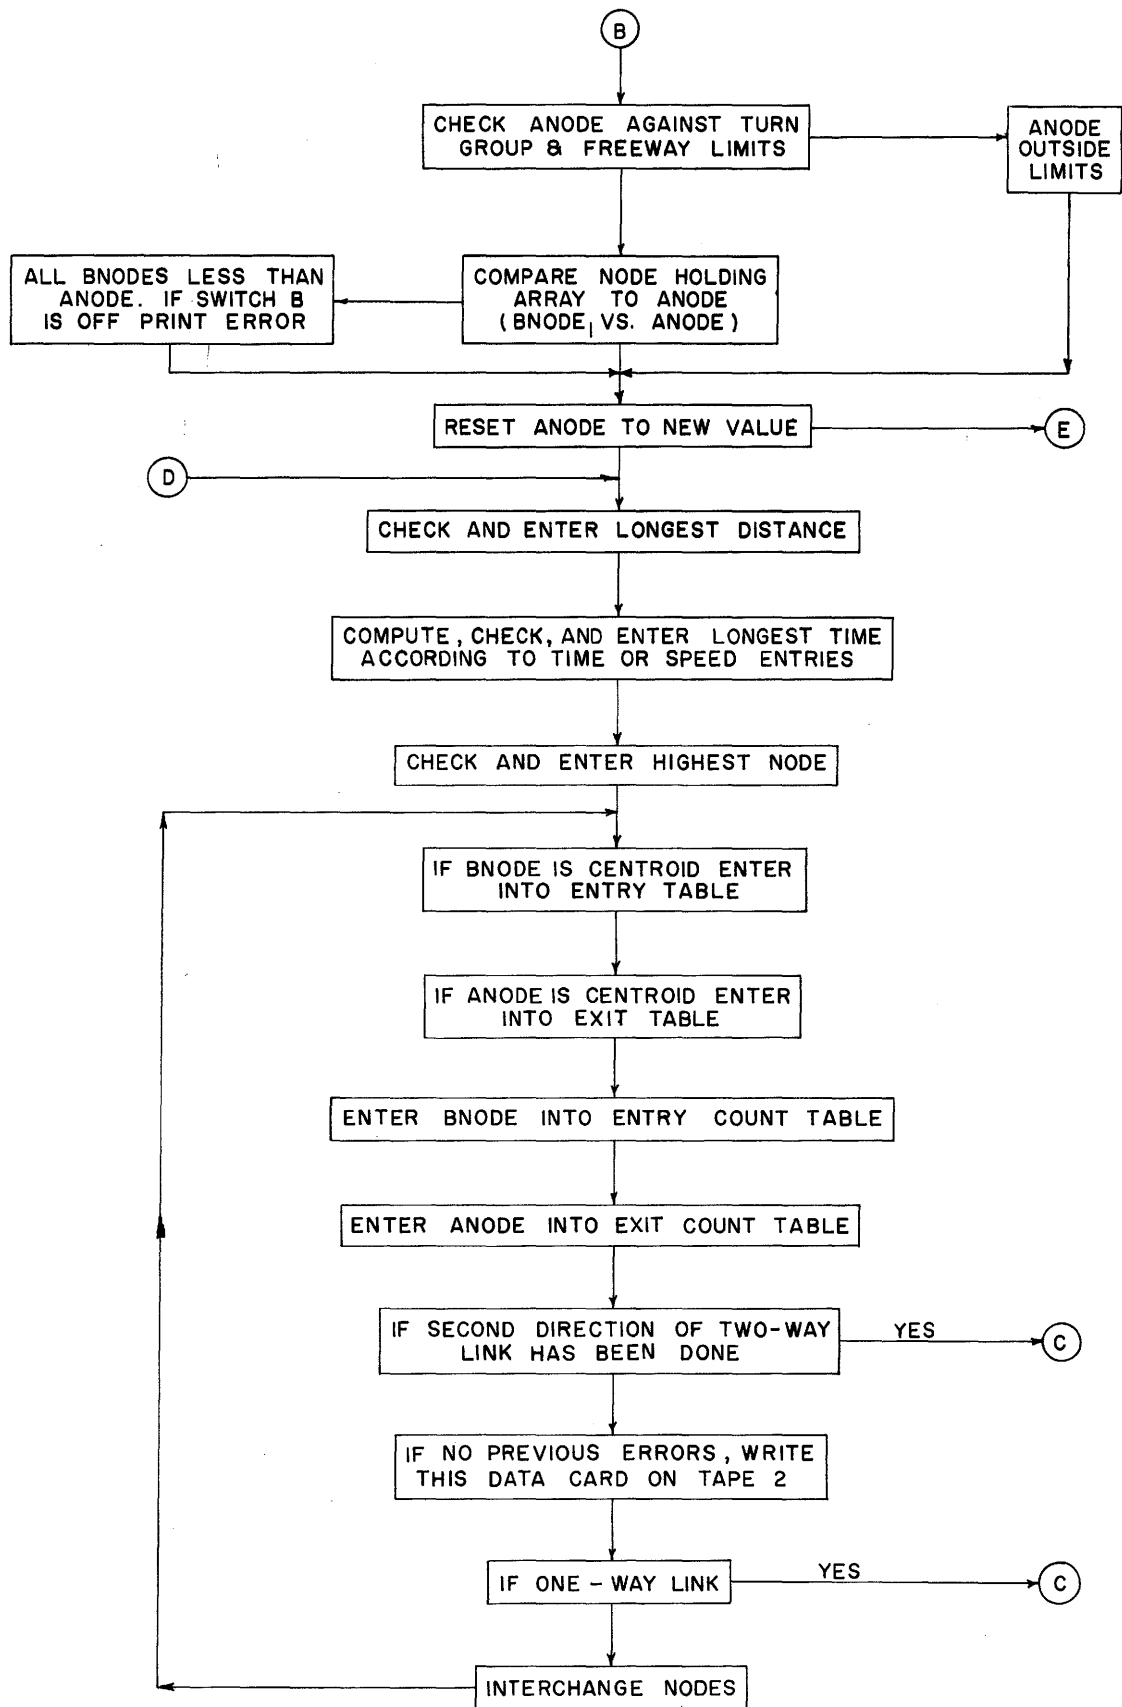 B
CHECK ANODE AGAINST TURN
GROUP & FREEWAY LIMITS
ANODE
OUTSIDE
LIMITS
ALL BNODES LESS THAN
ANODE. IF SWITCH B
IS OFF PRINT ERROR
COMPARE NODE HOLDING
ARRAY TO ANODE
(BNODE₁ VS. ANODE)
RESET ANODE TO NEW VALUE
E
D
CHECK AND ENTER LONGEST DISTANCE
COMPUTE, CHECK, AND ENTER LONGEST TIME
ACCORDING TO TIME OR SPEED ENTRIES
CHECK AND ENTER HIGHEST NODE
IF BNODE IS CENTROID ENTER
INTO ENTRY TABLE
IF ANODE IS CENTROID ENTER
INTO EXIT TABLE
ENTER BNODE INTO ENTRY COUNT TABLE
ENTER ANODE INTO EXIT COUNT TABLE
IF SECOND DIRECTION OF TWO-WAY
LINK HAS BEEN DONE
YES
C
IF NO PREVIOUS ERRORS, WRITE
THIS DATA CARD ON TAPE 2
IF ONE-WAY LINK
YES
C
INTERCHANGE NODES